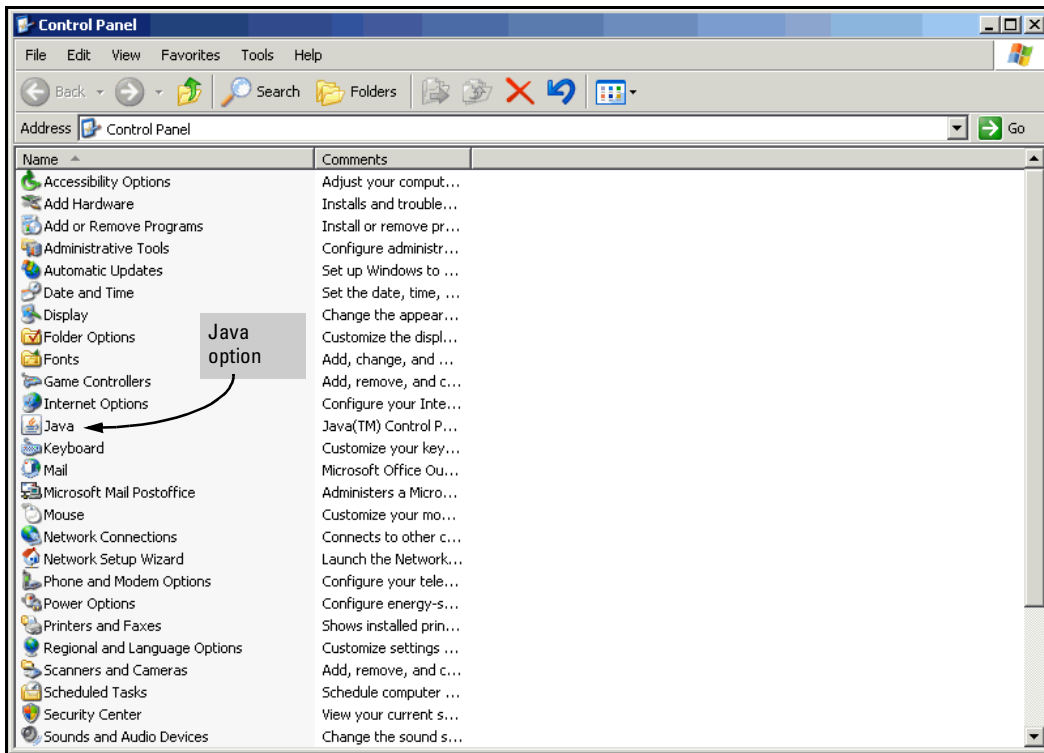 Control Panel
File Edit View Favorites Tools Help
Back Search Folders
Address Control Panel Go
Name Comments
Accessibility Options Adjust your comput...
Add Hardware Installs and trouble...
Add or Remove Programs Install or remove pr...
Administrative Tools Configure administr...
Automatic Updates Set up Windows to ...
Date and Time Set the date, time, ...
Display Change the appear...
Folder Options Customize the displ...
Fonts Add, change, and ...
Game Controllers Add, remove, and c...
Internet Options Configure your Inte...
Java Java(TM) Control P...
Keyboard Customize your key...
Mail Microsoft Office Ou...
Microsoft Mail Postoffice Administers a Micro...
Mouse Customize your mo...
Network Connections Connects to other c...
Network Setup Wizard Launch the Network...
Phone and Modem Options Configure your tele...
Power Options Configure energy-s...
Printers and Faxes Shows installed prin...
Regional and Language Options Customize settings ...
Scanners and Cameras Add, remove, and c...
Scheduled Tasks Schedule computer ...
Security Center View your current s...
Sounds and Audio Devices Change the sound s...
Java
option